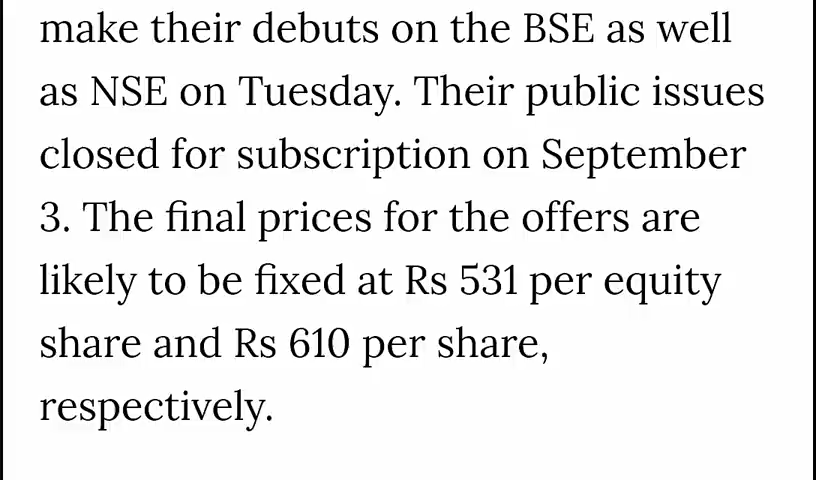 make their debuts on the BSE as well
as NSE on Tuesday. Their public issues
closed for subscription on September
3. The final prices for the offers are
likely to be fixed at Rs 531 per equity
share and Rs 610 per share,
respectively.